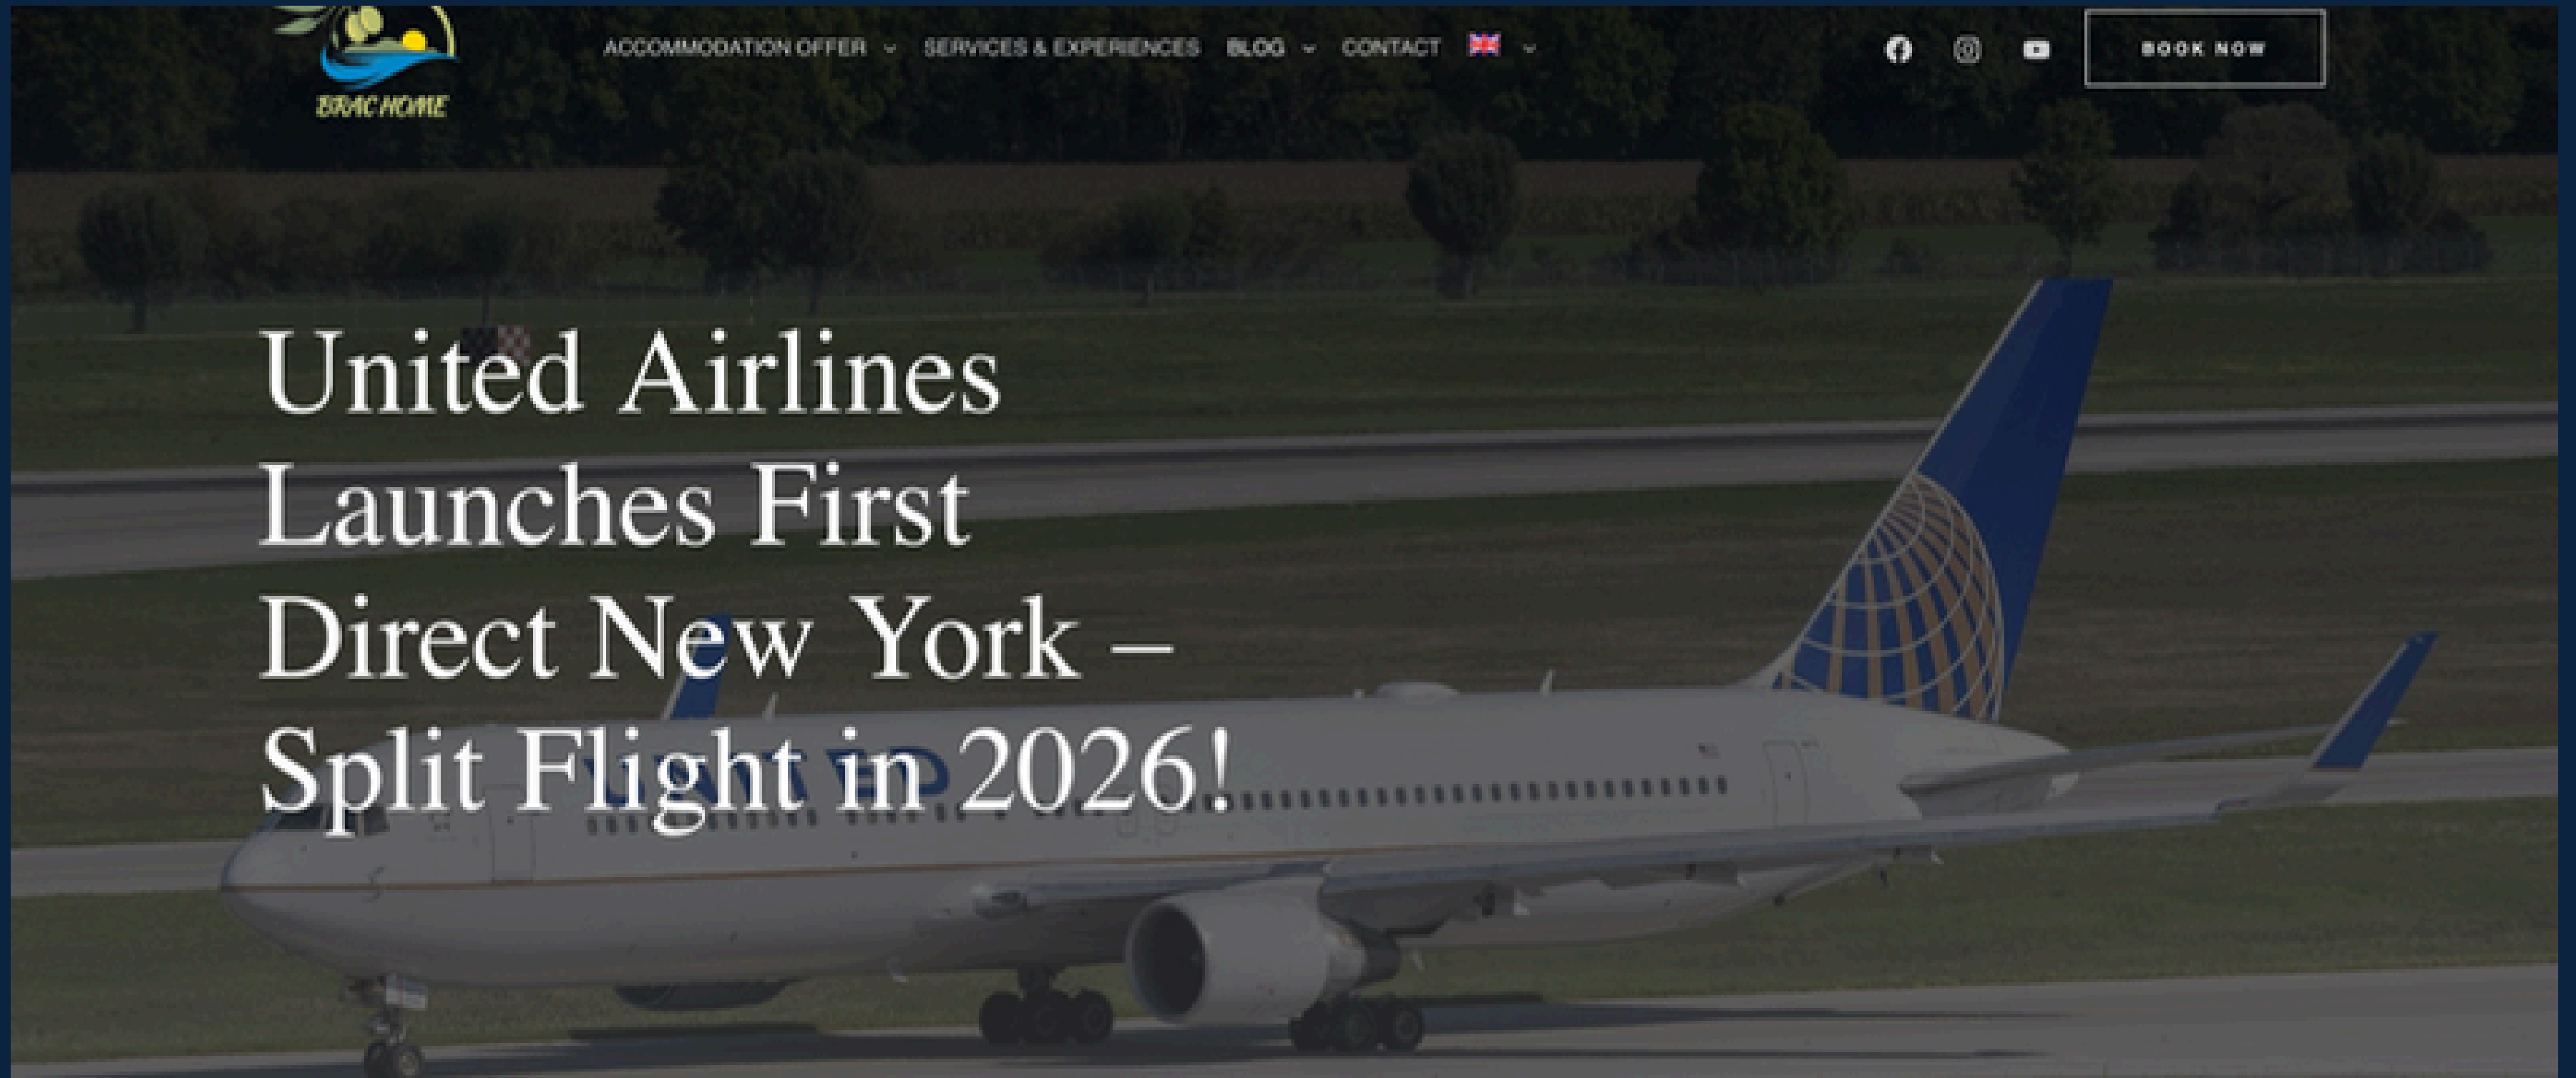 ACCOMMODATION OFFER SERVICES & EXPERIENCES BLOG CONTACT BOOK NOW
BRAC HOME
United Airlines
Launches First
Direct New York –
Split Flight in 2026!
UNITED